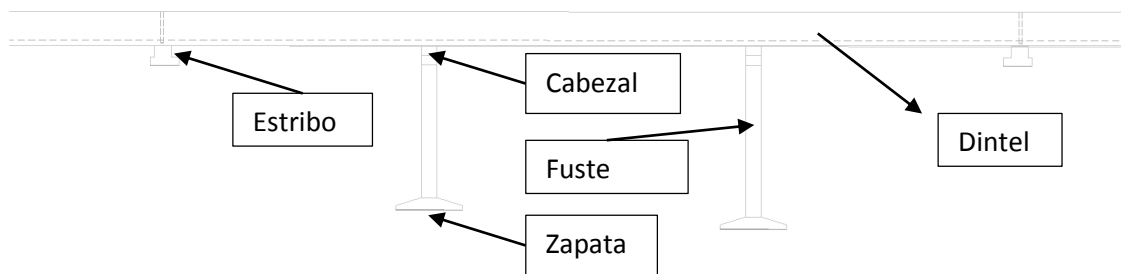 Cabezal
Estribo
Dintel
Fuste
Zapata